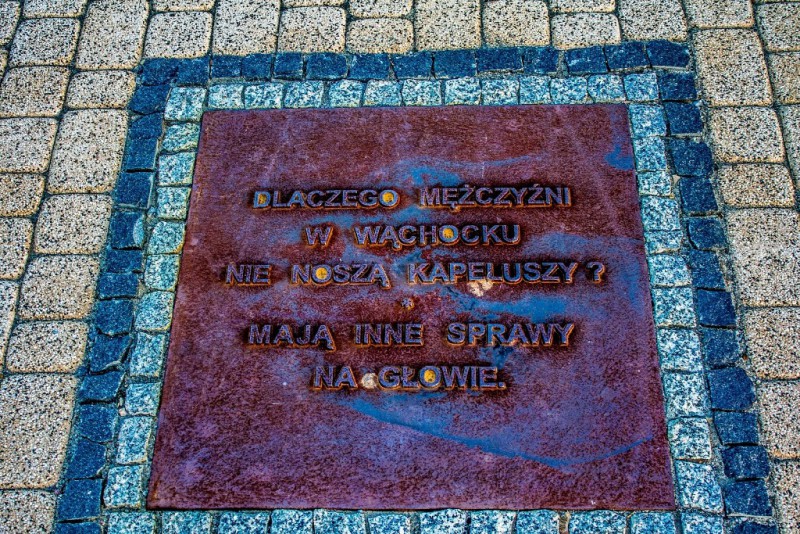 DLACZEGO MĘŻCZYŹNI
W WĄCHOCKU
NIE NOSZĄ KAPELUSZY ?
MAJĄ INNE SPRAWY
NA GŁOWIE.